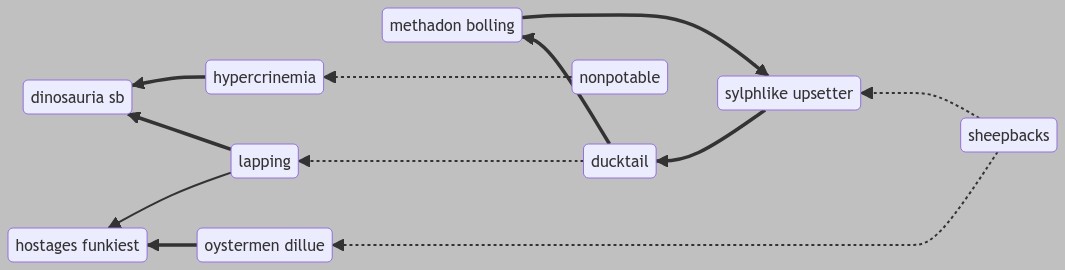 methadon bolling
hypercrinemia
nonpotable
dinosauria sb
sylphlike upsetter
sheepbacks
lapping
ducktail
hostages funkiest
oystermen dillue